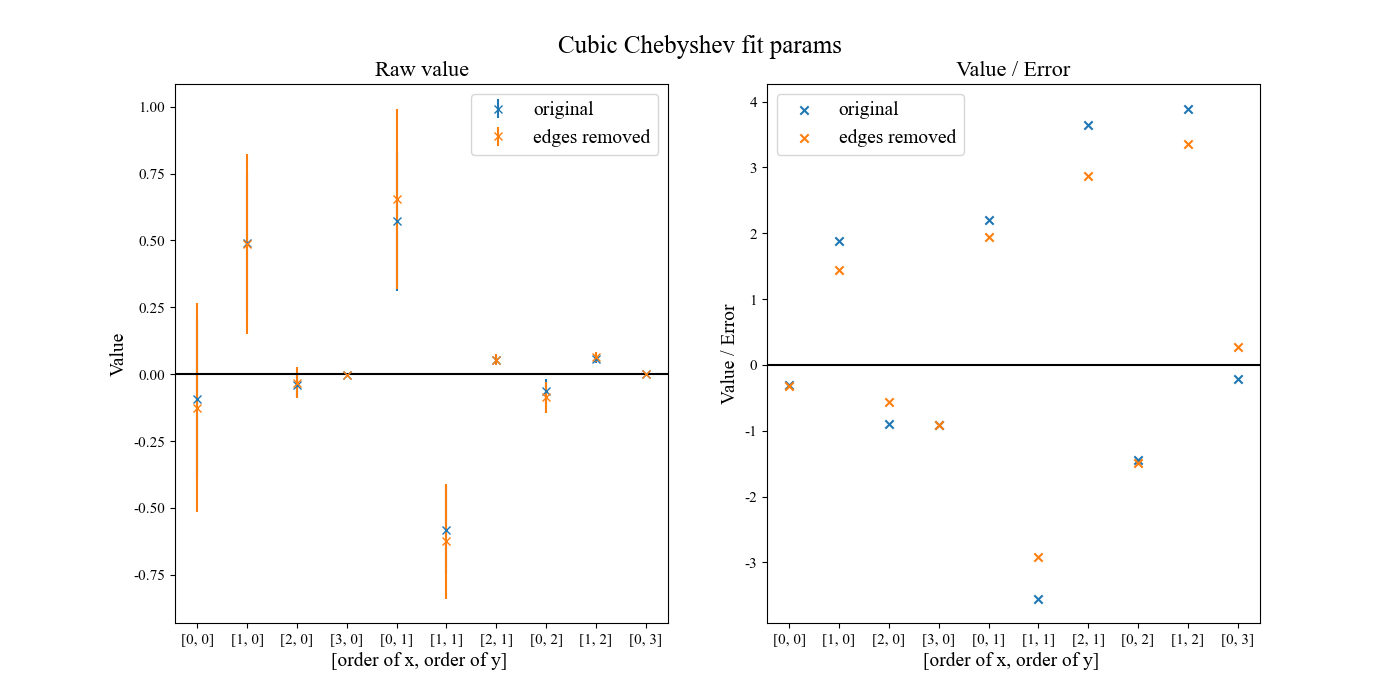 Cubic Chebyshev fit params
Raw value
original
edges removed
1.00
0.75
0.50
0.25
0.00
-0.25
-0.50
-0.75
Value
[0, 0] [1, 0] [2, 0] [3, 0] [0, 1] [1, 1] [2, 1] [0, 2] [1, 2] [0, 3]
[order of x, order of y]
Value / Error
original
edges removed
4
3
2
1
0
-1
-2
-3
Value / Error
[0, 0] [1, 0] [2, 0] [3, 0] [0, 1] [1, 1] [2, 1] [0, 2] [1, 2] [0, 3]
[order of x, order of y]